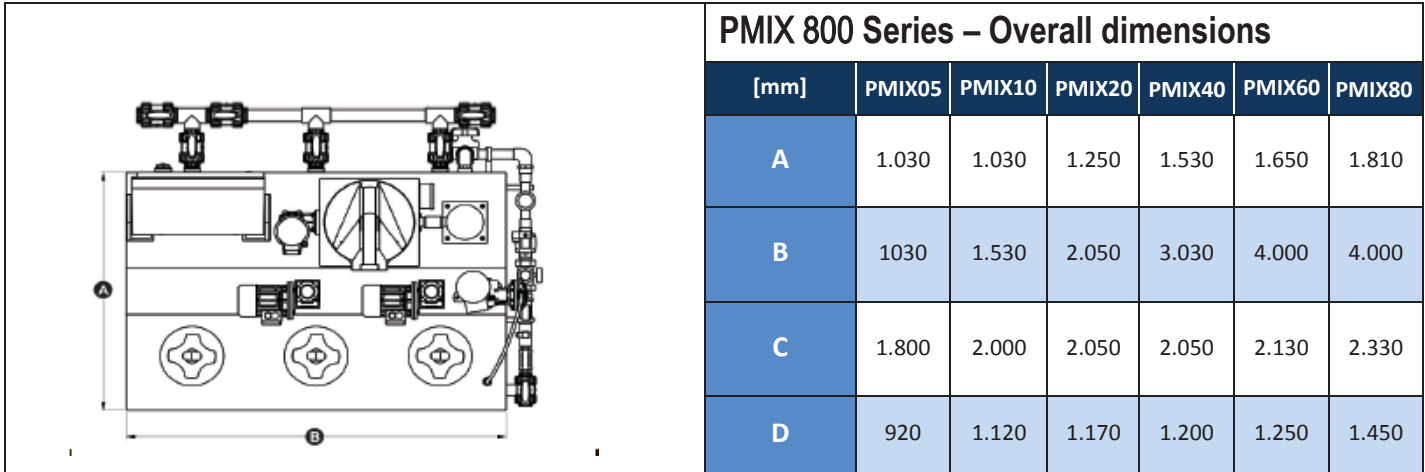 PMIX 800 Series – Overall dimensions
[mm] PMIX05 PMIX10 PMIX20 PMIX40 PMIX60 PMIX80
A 1.030 1.030 1.250 1.530 1.650 1.810
B 1030 1.530 2.050 3.030 4.000 4.000
C 1.800 2.000 2.050 2.050 2.130 2.330
D 920 1.120 1.170 1.200 1.250 1.450
A
B